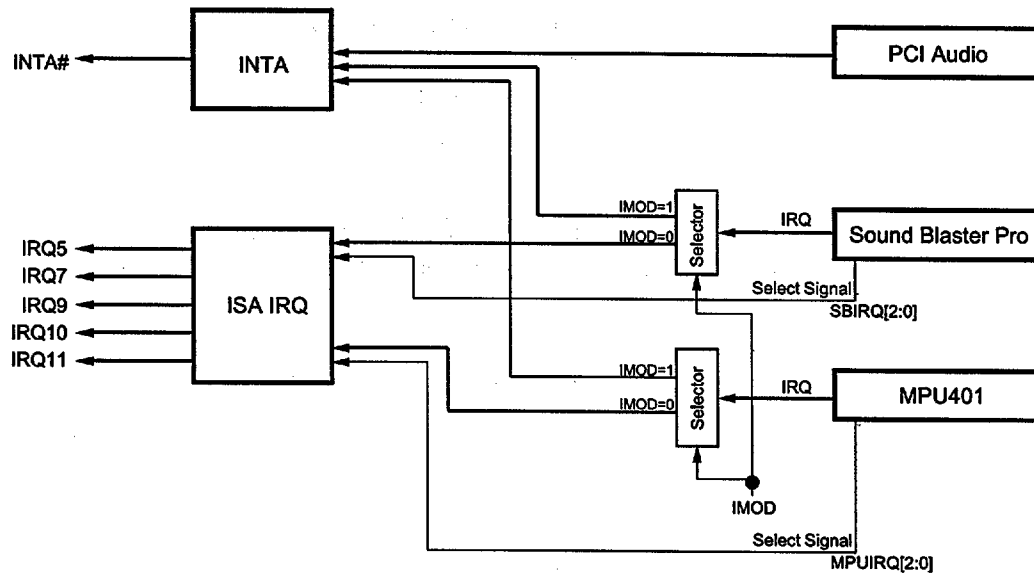 INTA#
INTA
PCI Audio
IMOD=1
IMOD=0
Selector
IRQ
Sound Blaster Pro
Select Signal
SBIRQ[2:0]
IRQ5
IRQ7
IRQ9
IRQ10
IRQ11
ISA IRQ
IMOD=1
IMOD=0
Selector
IRQ
MPU401
IMOD
Select Signal
MPUIRQ[2:0]